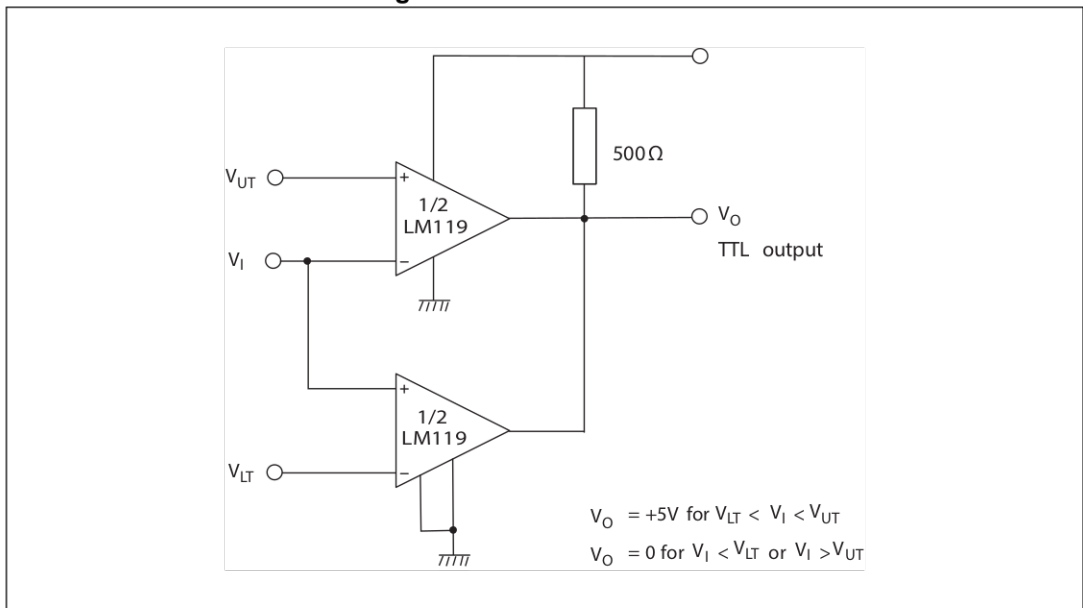 500Ω
V_UT
+
1/2
LM119
V_O
TTL output
V_I
−
+
1/2
LM119
V_LT
−
V_O = +5V for V_LT < V_I < V_UT
V_O = 0 for V_I < V_LT or V_I > V_UT